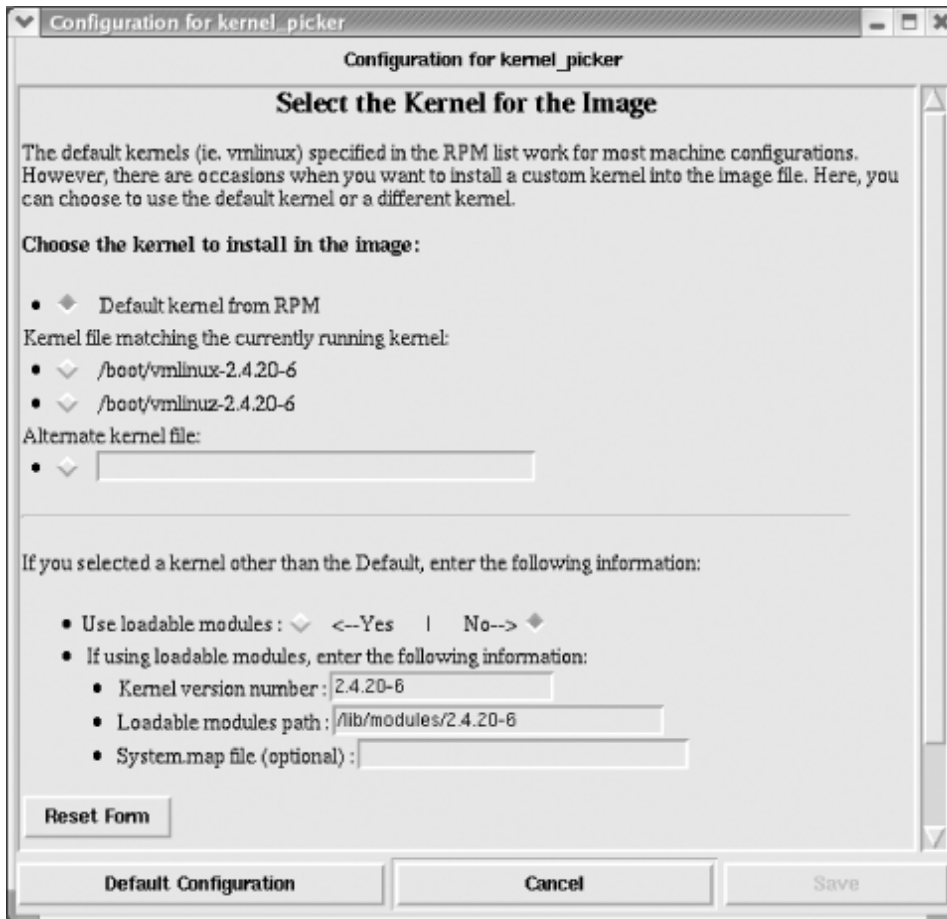 Configuration for kernel_picker
Configuration for kernel_picker
Select the Kernel for the Image
The default kernels (ie. vmlinux) specified in the RPM list work for most machine configurations.
However, there are occasions when you want to install a custom kernel into the image file. Here, you
can choose to use the default kernel or a different kernel.
Choose the kernel to install in the image:
Default kernel from RPM
Kernel file matching the currently running kernel:
/boot/vmlinux-2.4.20-6
/boot/vmlinuz-2.4.20-6
Alternate kernel file:
If you selected a kernel other than the Default, enter the following information:
Use loadable modules : <--Yes | No-->
If using loadable modules, enter the following information:
Kernel version number : 2.4.20-6
Loadable modules path : /lib/modules/2.4.20-6
System.map file (optional) :
Reset Form
Default Configuration Cancel Save